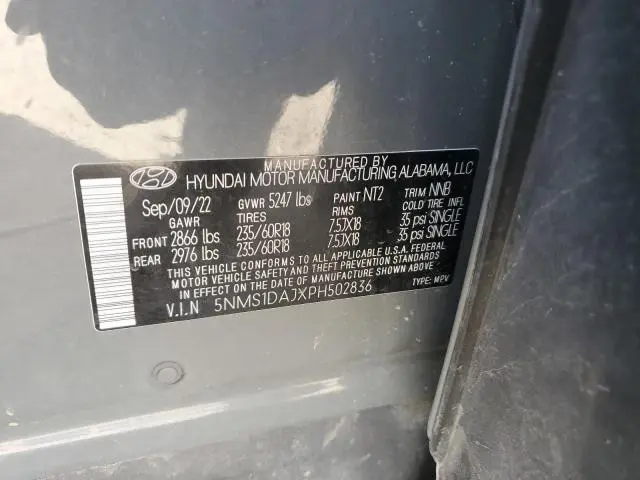 MANUFACTURED BY
HYUNDAI MOTOR MANUFACTURING ALABAMA, LLC
Sep/09/22 GVWR 5247 lbs PAINT NT2 TRIM NNB
GAWR TIRES RIMS COLD TIRE INFL
FRONT 2866 lbs 235/60R18 7.5JX18 35 psi SINGLE
REAR 2976 lbs 235/60R18 7.5JX18 35 psi SINGLE
THIS VEHICLE CONFORMS TO ALL APPLICABLE U.S.A. FEDERAL
MOTOR VEHICLE SAFETY AND THEFT PREVENTION STANDARDS IN
EFFECT ON THE DATE OF MANUFACTURE SHOWN ABOVE.
V.I.N 5NMS1DAJXPH502836 TYPE: MPV